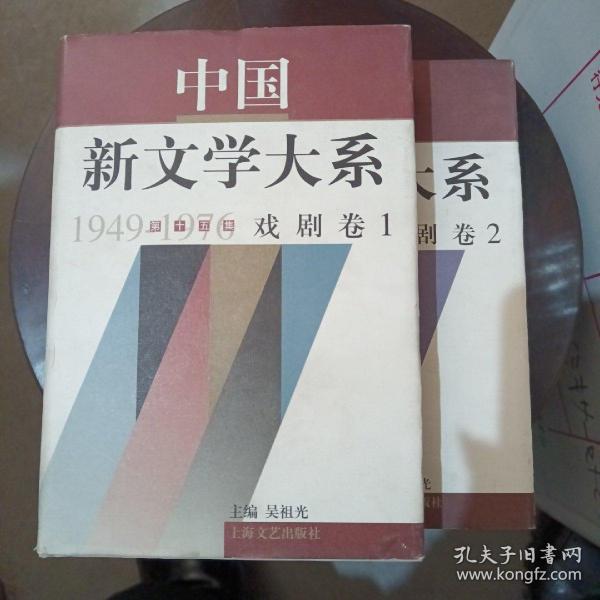 中国
新文学大系
1949-1976 第十五集 戏剧卷1
主编 吴祖光
上海文艺出版社
大系
剧卷2
光
孔夫子旧书网
www.kongfz.com